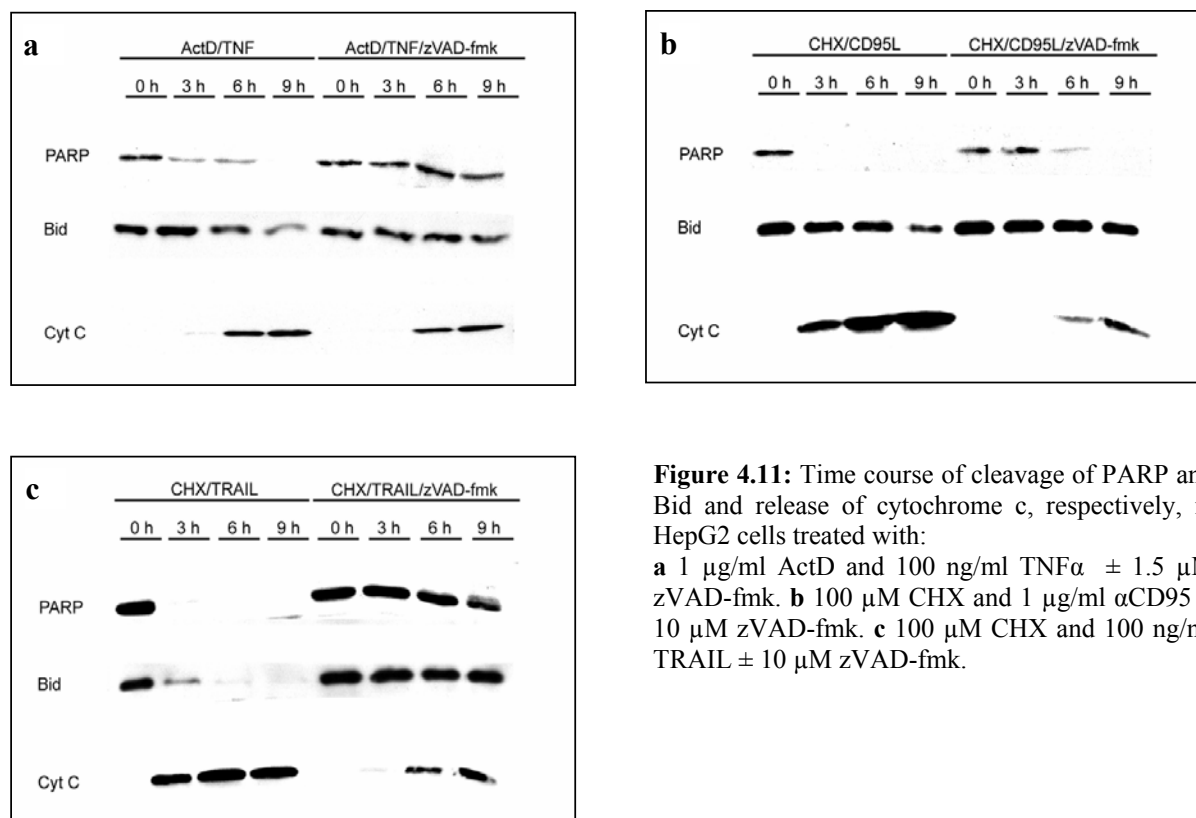 a
ActD/TNF ActD/TNF/zVAD-fmk
0 h 3 h 6 h 9 h 0 h 3 h 6 h 9 h
PARP
Bid
Cyt C
b
CHX/CD95L CHX/CD95L/zVAD-fmk
0 h 3 h 6 h 9 h 0 h 3 h 6 h 9 h
PARP
Bid
Cyt C
c
CHX/TRAIL CHX/TRAIL/zVAD-fmk
0 h 3 h 6 h 9 h 0 h 3 h 6 h 9 h
PARP
Bid
Cyt C
Figure 4.11: Time course of cleavage of PARP
Bid and release of cytochrome c, respectively,
HepG2 cells treated with:
a 1 µg/ml ActD and 100 ng/ml TNFα ± 1.5
zVAD-fmk. b 100 µM CHX and 1 µg/ml αCD95
10 µM zVAD-fmk. c 100 µM CHX and 100
TRAIL ± 10 µM zVAD-fmk.